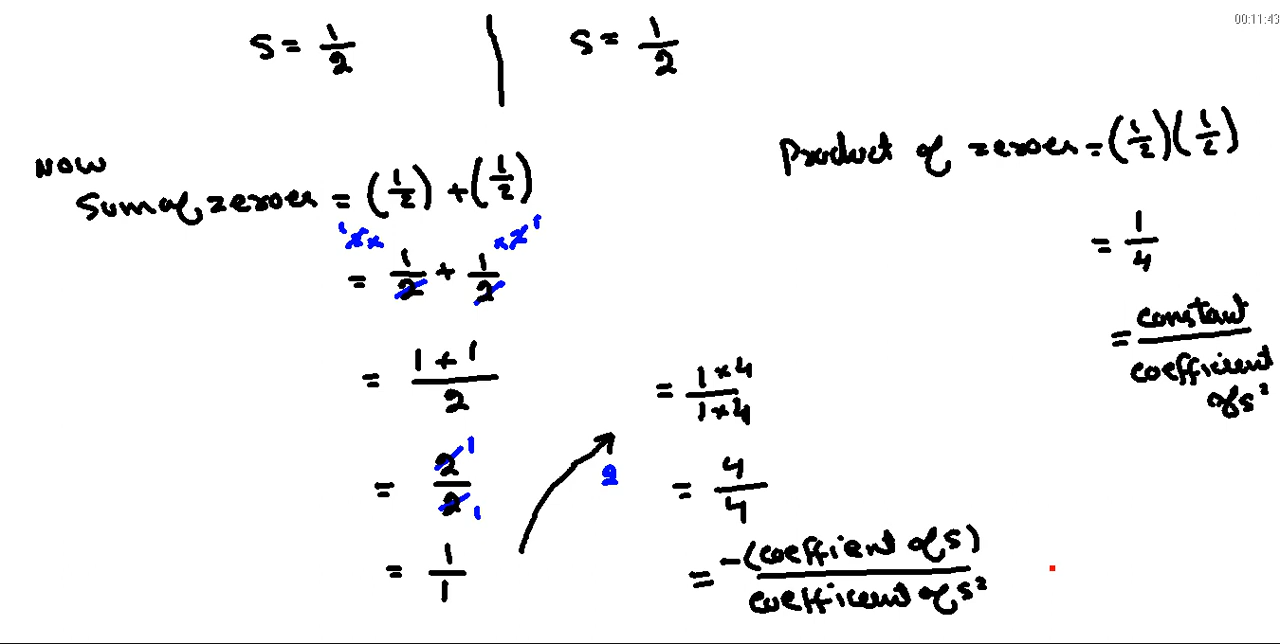 00:11:43
S = 1/2 | S = 1/2
NOW
Sum of zeroes = (1/2) + (1/2)
= 1/2 + 1/2
= 1 + 1 / 2
= 2/2
= 1/1
= 1 × 4 / 1 × 4
= 4/4
= -(coeffient of s) / coefficent of s²
Product of zeroes = (1/2)(1/2)
= 1/4
= constant / coefficient of s²